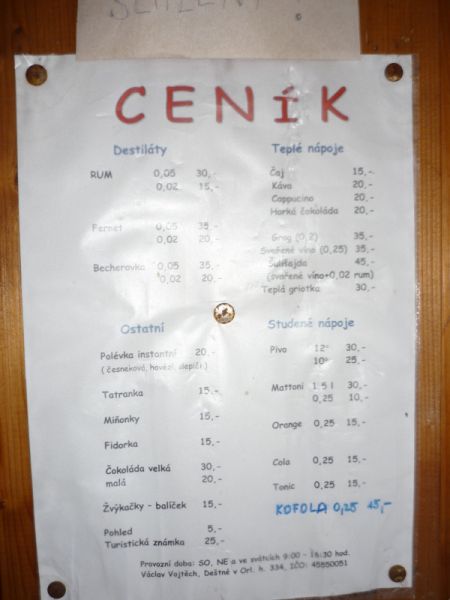 CENíK
Destiláty
RUM 0,05 30,-
0,02 15,-
Fernet 0,05 35,-
0,02 20,-
Becherovka 0,05 35,-
0,02 20,-
Teplé nápoje
Čaj 15,-
Káva 20,-
Cappucino 20,-
Horká čokoláda 20,-
Grog (0,2) 35,-
Svařené víno (0,25) 35,-
45,-
(svařené víno+0,02 rum)
Teplá griotka 30,-
Ostatní
Polévka instantní 20,-
( česneková, hovězí, slepičí.)
Tatranka 15,-
Miňonky 15,-
Fidorka 15,-
Čokoláda velká 30,-
malá 20,-
Žvýkačky - balíček 15,-
Pohled 5,-
Turistická známka 25,-
Studené nápoje
Pivo 12° 30,-
10° 25,-
Mattoni 1,5 l 30,-
0,25 10,-
Orange 0,25 15,-
Cola 0,25 15,-
Tonic 0,25 15,-
KOFOLA 0,25 15,-
Provozní doba: SO, NE a ve svátcích 9:00 - 16:30 hod.
Václav Vojtěch, Deštné v Orl. h. 334, IČO: 45550051